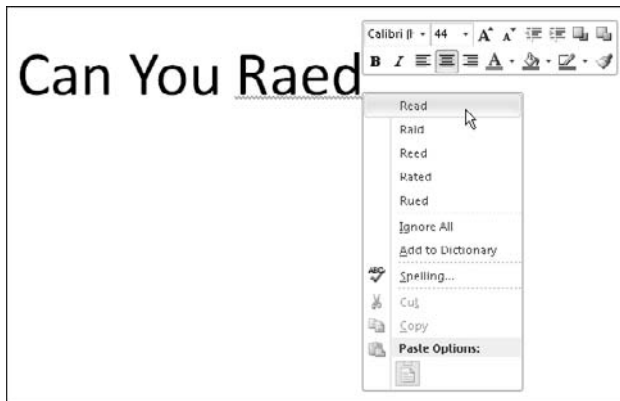 Calibri (H 44 A A
Can You Raed
B I A
Read
Raid
Reed
Rated
Rued
Ignore All
Add to Dictionary
ABC Spelling...
Cut
Copy
Paste Options: